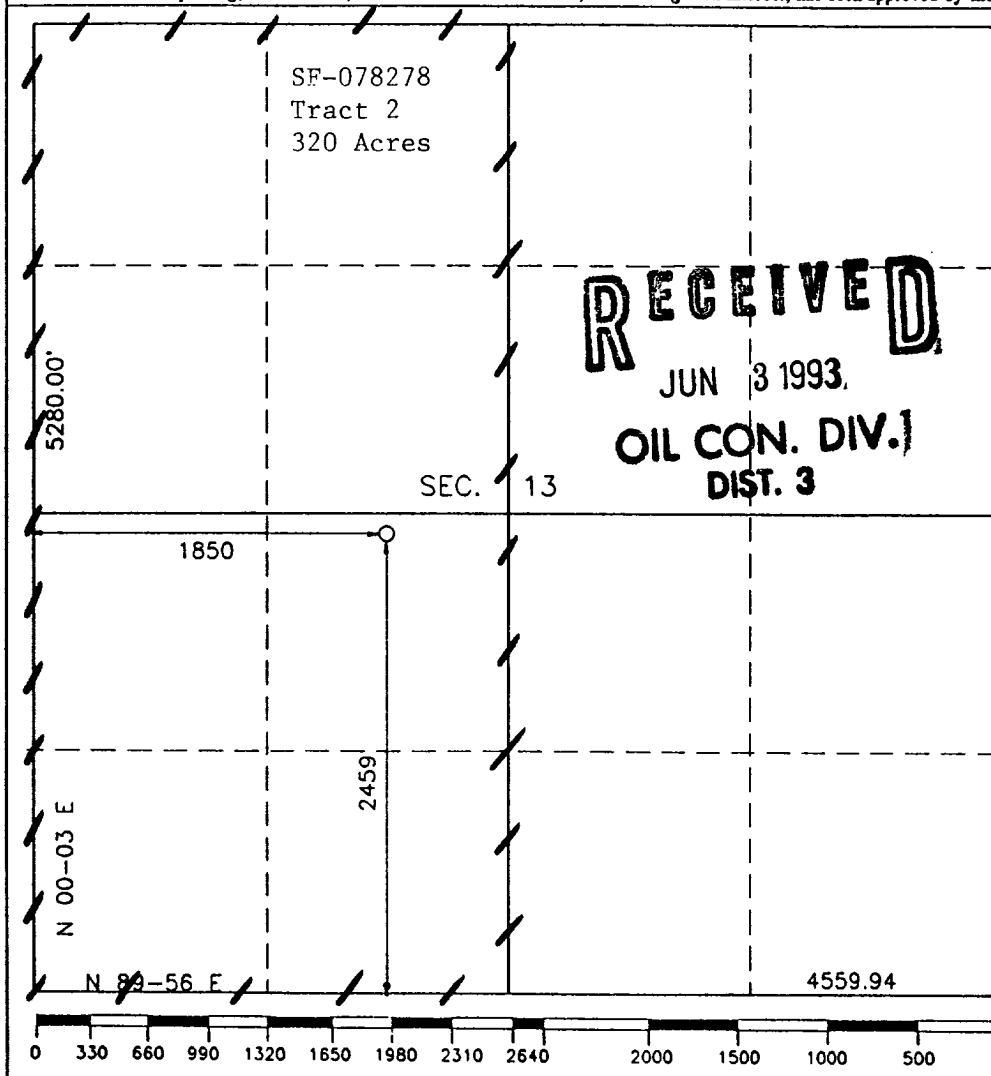 SF-078278
Tract 2
320 Acres
RECEIVED
JUN 3 1993
OIL CON. DIV.
DIST. 3
5280.00'
SEC. 13
1850
2459
N 00-03 E
N 89-56 E
4559.94
0 330 660 990 1320 1650 1980 2310 2640 2000 1500 1000 500